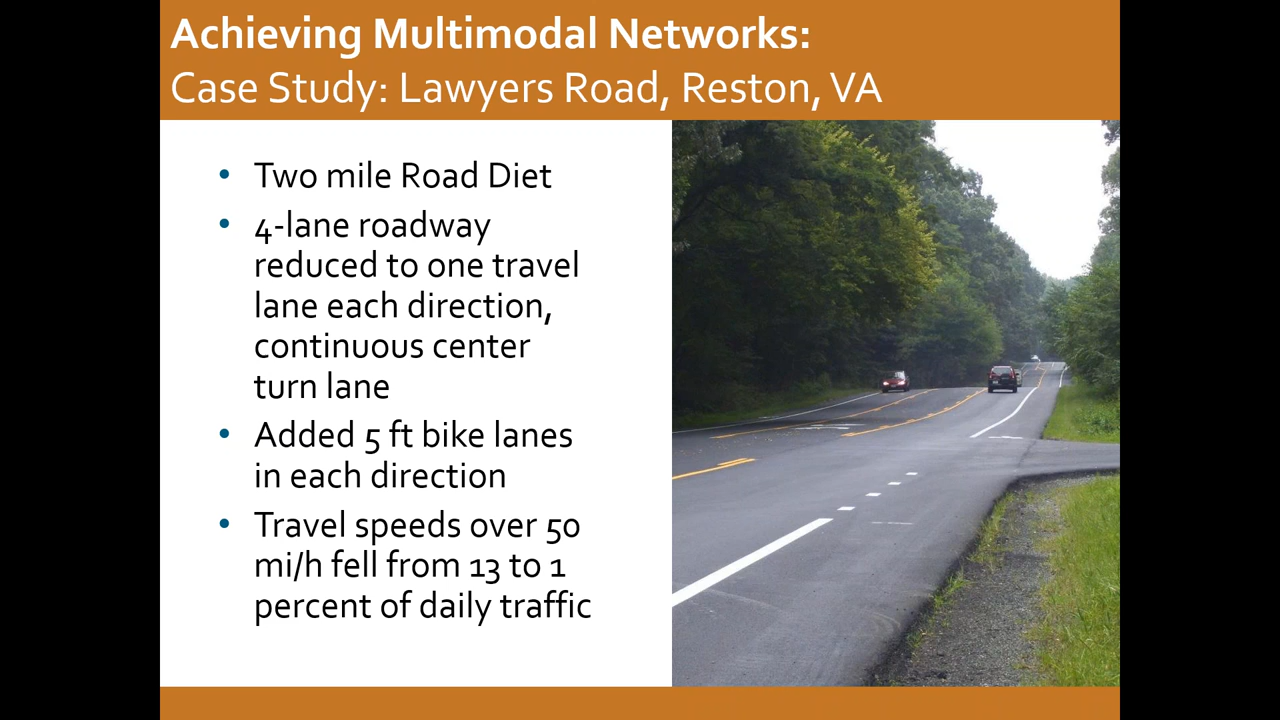 Achieving Multimodal Networks:
Case Study: Lawyers Road, Reston, VA
• Two mile Road Diet
• 4-lane roadway
reduced to one travel
lane each direction,
continuous center
turn lane
• Added 5 ft bike lanes
in each direction
• Travel speeds over 50
mi/h fell from 13 to 1
percent of daily traffic